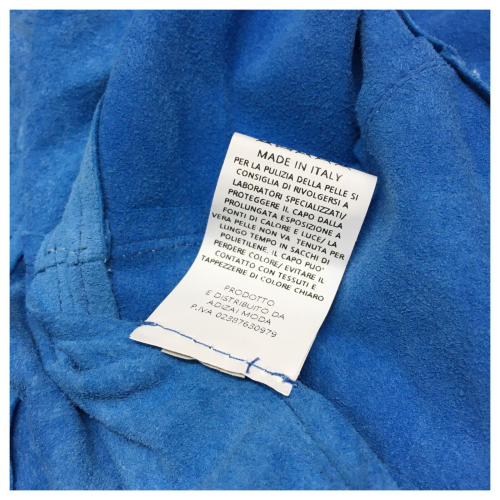 MADE IN ITALY
PER LA PULIZIA DELLA PELLE SI
CONSIGLIA DI RIVOLGERSI A
LABORATORI SPECIALIZZATI/
PROTEGGERE IL CAPO DALLA
PROLUNGATA ESPOSIZIONE A
FONTI DI CALORE E LUCE/ LA
VERA PELLE NON VA TENUTA PER
LUNGO TEMPO IN SACCHI DI
POLIETILENE. IL CAPO PUO'
PERDERE COLORE/ EVITARE IL
CONTATTO CON TESSUTI E
TAPPEZZERIE DI COLORE CHIARO
PRODOTTO
E DISTRIBUITO DA
ADIZAI MODA
P.IVA 02387630979